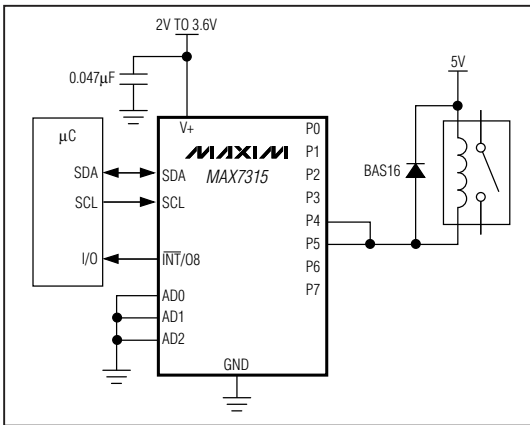 2V TO 3.6V
0.047µF
5V
µC
V+
P0
MAXIM
MAX7315
P1
SDA
SDA
P2
BAS16
SCL
SCL
P3
P4
I/O
INT/O8
P5
P6
AD0
P7
AD1
AD2
GND